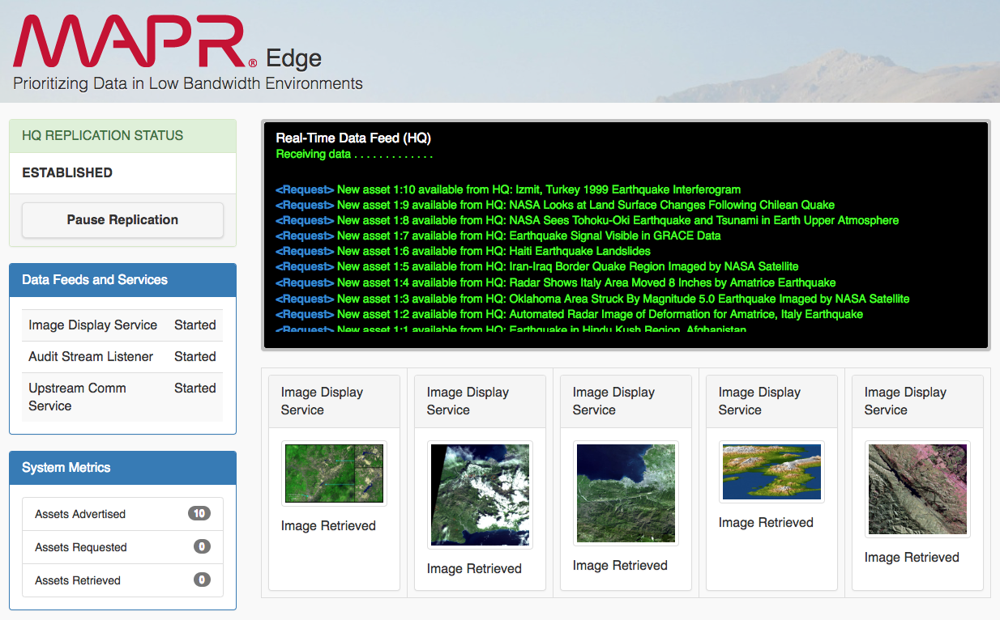 MAPR® Edge
Prioritizing Data in Low Bandwidth Environments
HQ REPLICATION STATUS
ESTABLISHED
Pause Replication
Data Feeds and Services
Image Display Service Started
Audit Stream Listener Started
Upstream Comm Started
Service
System Metrics
Assets Advertised 10
Assets Requested 0
Assets Retrieved 0
Real-Time Data Feed (HQ)
Receiving data . . . . . . . . . . . . .
<Request> New asset 1:10 available from HQ: Izmit, Turkey 1999 Earthquake Interferogram
<Request> New asset 1:9 available from HQ: NASA Looks at Land Surface Changes Following Chilean Quake
<Request> New asset 1:8 available from HQ: NASA Sees Tohoku-Oki Earthquake and Tsunami in Earth Upper Atmosphere
<Request> New asset 1:7 available from HQ: Earthquake Signal Visible in GRACE Data
<Request> New asset 1:6 available from HQ: Haiti Earthquake Landslides
<Request> New asset 1:5 available from HQ: Iran-Iraq Border Quake Region Imaged by NASA Satellite
<Request> New asset 1:4 available from HQ: Radar Shows Italy Area Moved 8 Inches by Amatrice Earthquake
<Request> New asset 1:3 available from HQ: Oklahoma Area Struck By Magnitude 5.0 Earthquake Imaged by NASA Satellite
<Request> New asset 1:2 available from HQ: Automated Radar Image of Deformation for Amatrice, Italy Earthquake
<Request> New asset 1:1 available from HQ: Earthquake in Hindu Kush Region, Afghanistan
Image Display
Service
Image Retrieved
Image Display
Service
Image Retrieved
Image Display
Service
Image Retrieved
Image Display
Service
Image Retrieved
Image Display
Service
Image Retrieved